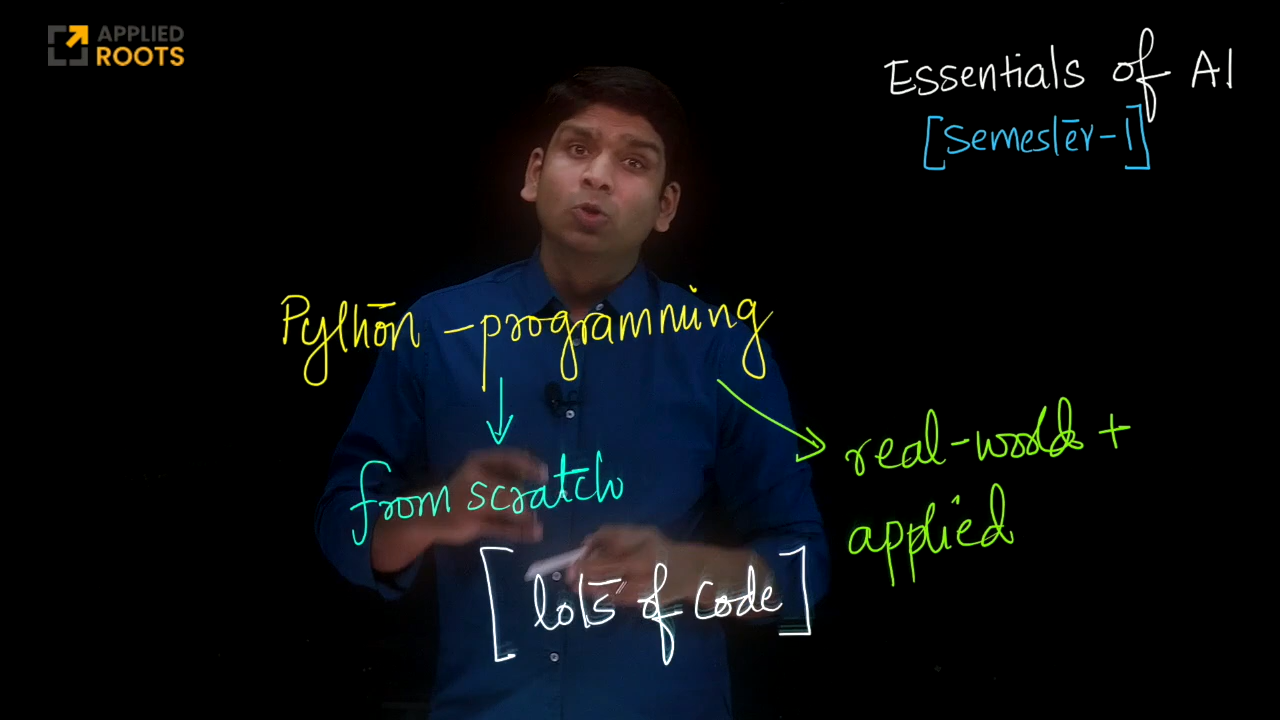 APPLIED
ROOTS
Essentials of AI
[Semester-1]
Python - programming
from scratch
real-world +
applied
[lots of code]